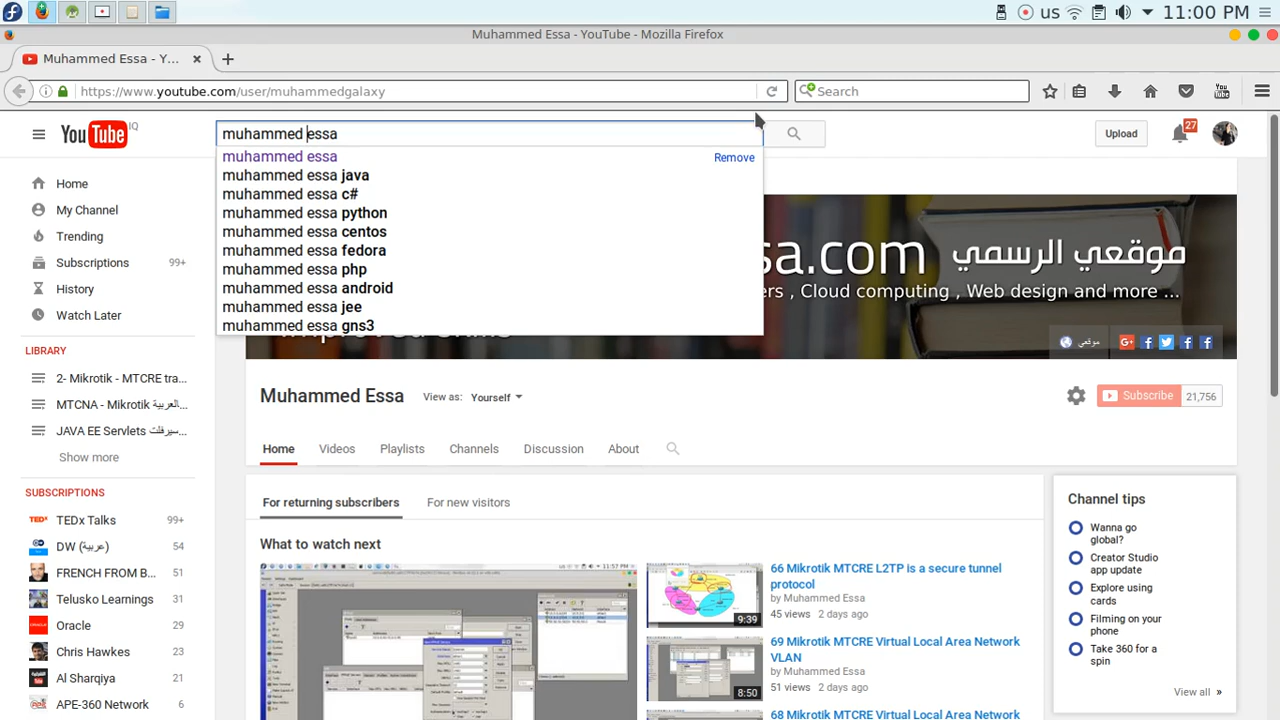 us 11:00 PM
Muhammed Essa - YouTube - Mozilla Firefox
Muhammed Essa - Y...
https://www.youtube.com/user/muhammedgalaxy
Search
YouTube IQ
muhammed essa
Upload
27
muhammed essa
Remove
muhammed essa java
muhammed essa c#
muhammed essa python
muhammed essa centos
muhammed essa fedora
muhammed essa php
muhammed essa android
muhammed essa jee
muhammed essa gns3
Home
My Channel
Trending
Subscriptions 99+
History
Watch Later
LIBRARY
2- Mikrotik - MTCRE tra...
MTCNA - Mikrotik العربية...
JAVA EE Servlets سيرفلت...
Show more
SUBSCRIPTIONS
TEDx Talks 99+
DW (عربية) 54
FRENCH FROM B... 51
Telusko Learnings 31
Oracle 29
Chris Hawkes 22
Al Sharqiya 21
APE-360 Network 6
sa.com موقعي الرسمي
ers , Cloud computing , Web design and more ...
موقعي
Muhammed Essa
View as: Yourself
Subscribe 21,756
Home Videos Playlists Channels Discussion About
For returning subscribers For new visitors
What to watch next
11:57 PM
66 Mikrotik MTCRE L2TP is a secure tunnel
protocol
by Muhammed Essa
45 views 2 days ago
9:39
69 Mikrotik MTCRE Virtual Local Area Network
VLAN
by Muhammed Essa
51 views 2 days ago
8:50
68 Mikrotik MTCRE Virtual Local Area Network
Channel tips
Wanna go
global?
Creator Studio
app update
Explore using
cards
Filming on your
phone
Take 360 for a
spin
View all »